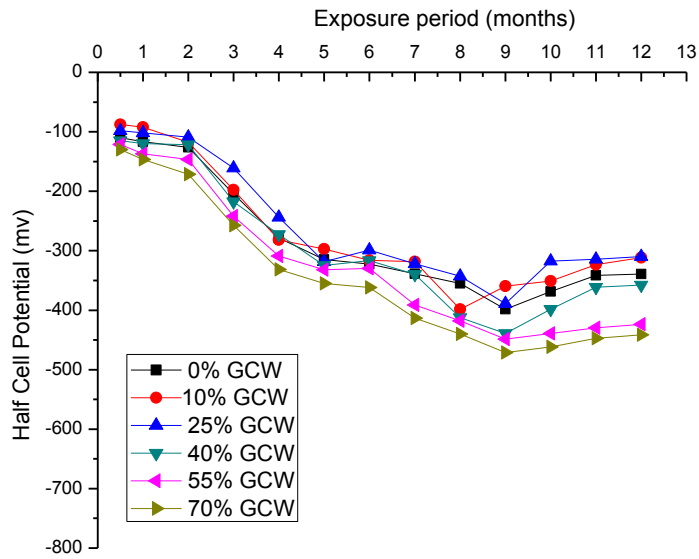 Exposure period (months)
0 1 2 3 4 5 6 7 8 9 10 11 12 13
0
-100
-200
-300
-400
-500
-600
-700
-800
Half Cell Potential (mv)
0% GCW
10% GCW
25% GCW
40% GCW
55% GCW
70% GCW